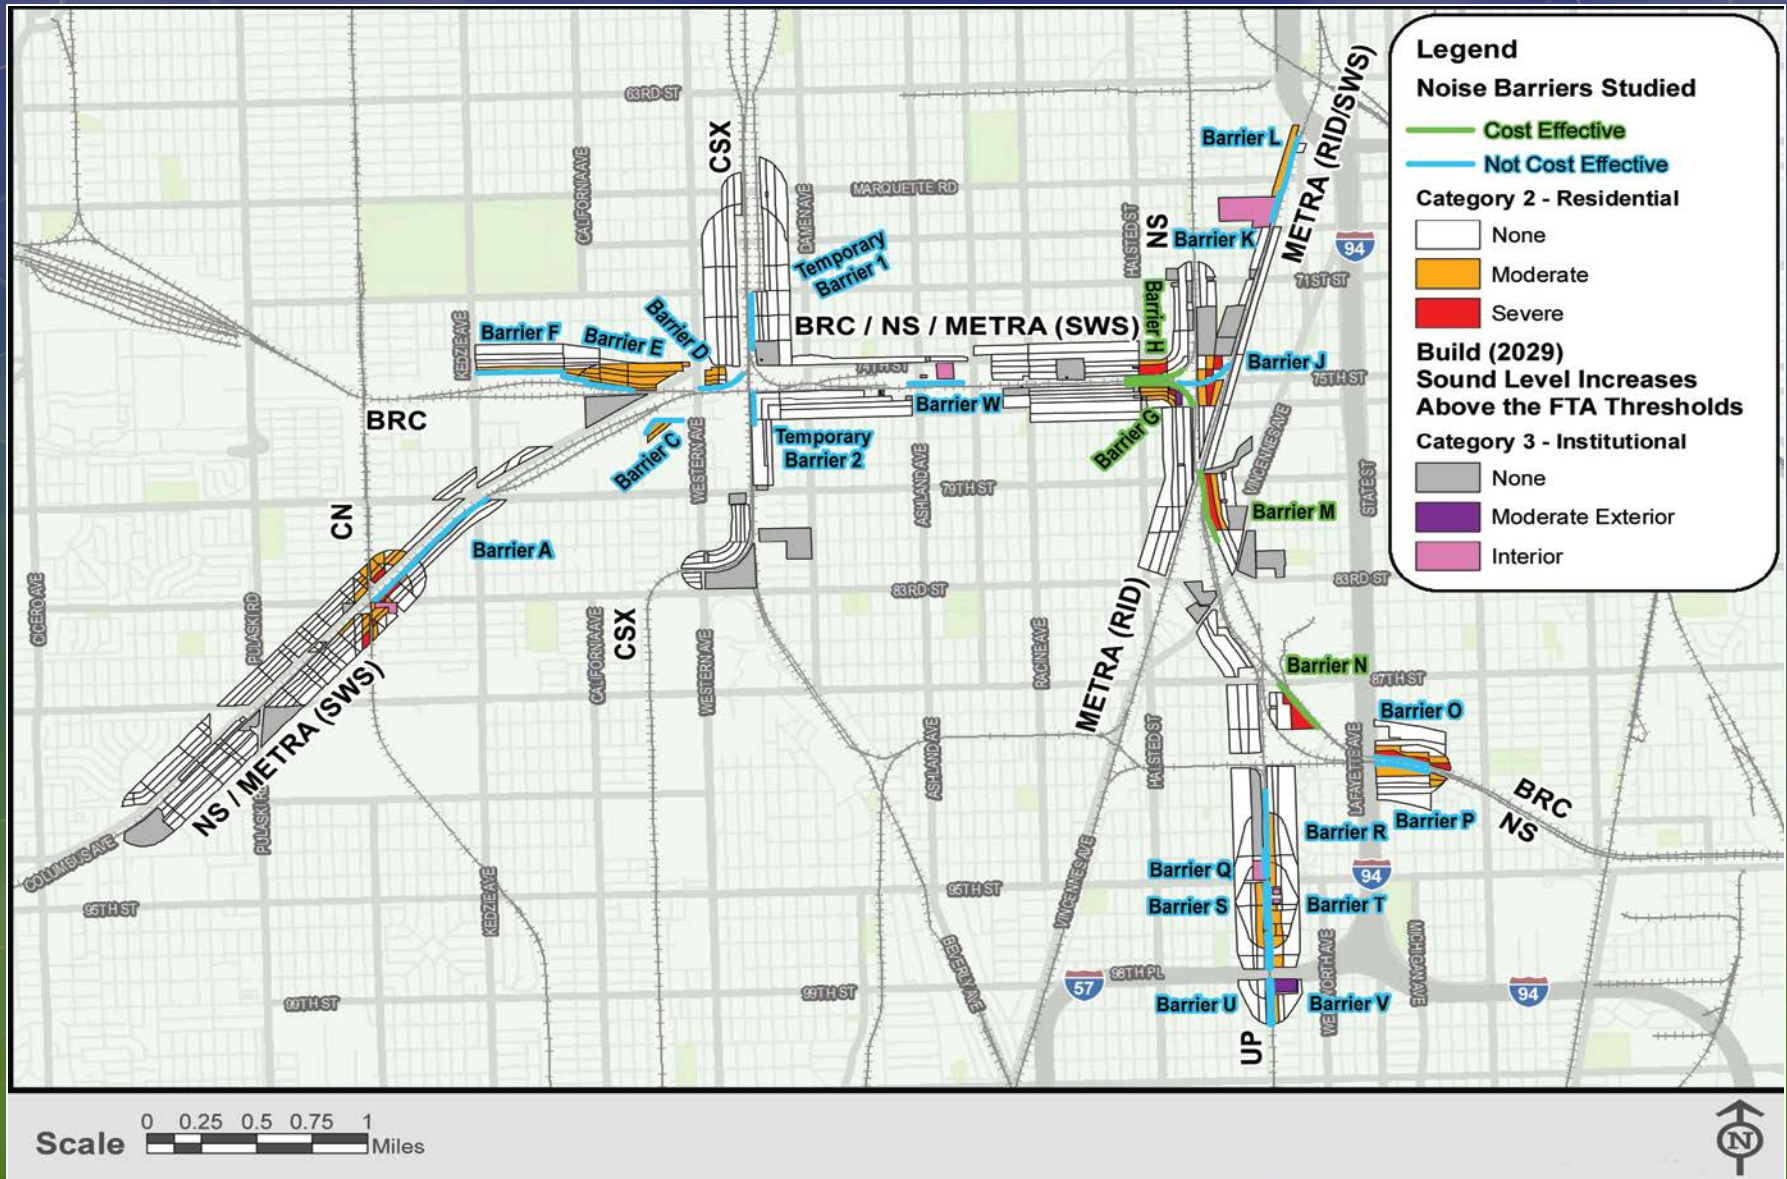 Legend
Noise Barriers Studied
Cost Effective
Not Cost Effective
Category 2 - Residential
None
Moderate
Severe
Build (2029)
Sound Level Increases
Above the FTA Thresholds
Category 3 - Institutional
None
Moderate Exterior
Interior
63RD ST
CSX
CALIFORNIA AVE
DAMEN AVE
MARQUETTE RD
Barrier L
METRA (RID/SWS)
HALSTED ST
NS
Barrier K
94
71ST ST
Temporary
Barrier 1
KEDZIE AVE
Barrier F
Barrier E
Barrier D
BRC / NS / METRA (SWS)
Barrier H
74TH ST
Barrier J
75TH ST
BRC
Barrier C
WESTERN AVE
Temporary
Barrier 2
Barrier W
ASHLAND AVE
79TH ST
Barrier G
VINCENNES AVE
STATE ST
CN
Barrier A
Barrier M
CICERO AVE
PULASKI RD
CALIFORNIA AVE
CSX
WESTERN AVE
83RD ST
83RD ST
RACINE AVE
METRA (RID)
Barrier N
87TH ST
NS / METRA (SWS)
ASHLAND AVE
HALSTED ST
LAFAYETTE AVE
Barrier O
BRC
NS
Barrier P
Barrier R
COLUMBUS AVE
95TH ST
KEDZIE AVE
95TH ST
VINCENNES AVE
Barrier Q
Barrier S
Barrier T
94
BEVERLY AVE
MICHIGAN AVE
57
98TH PL
94
99TH ST
99TH ST
Barrier U
Barrier V
UP
Scale
0 0.25 0.5 0.75 1
Miles
N